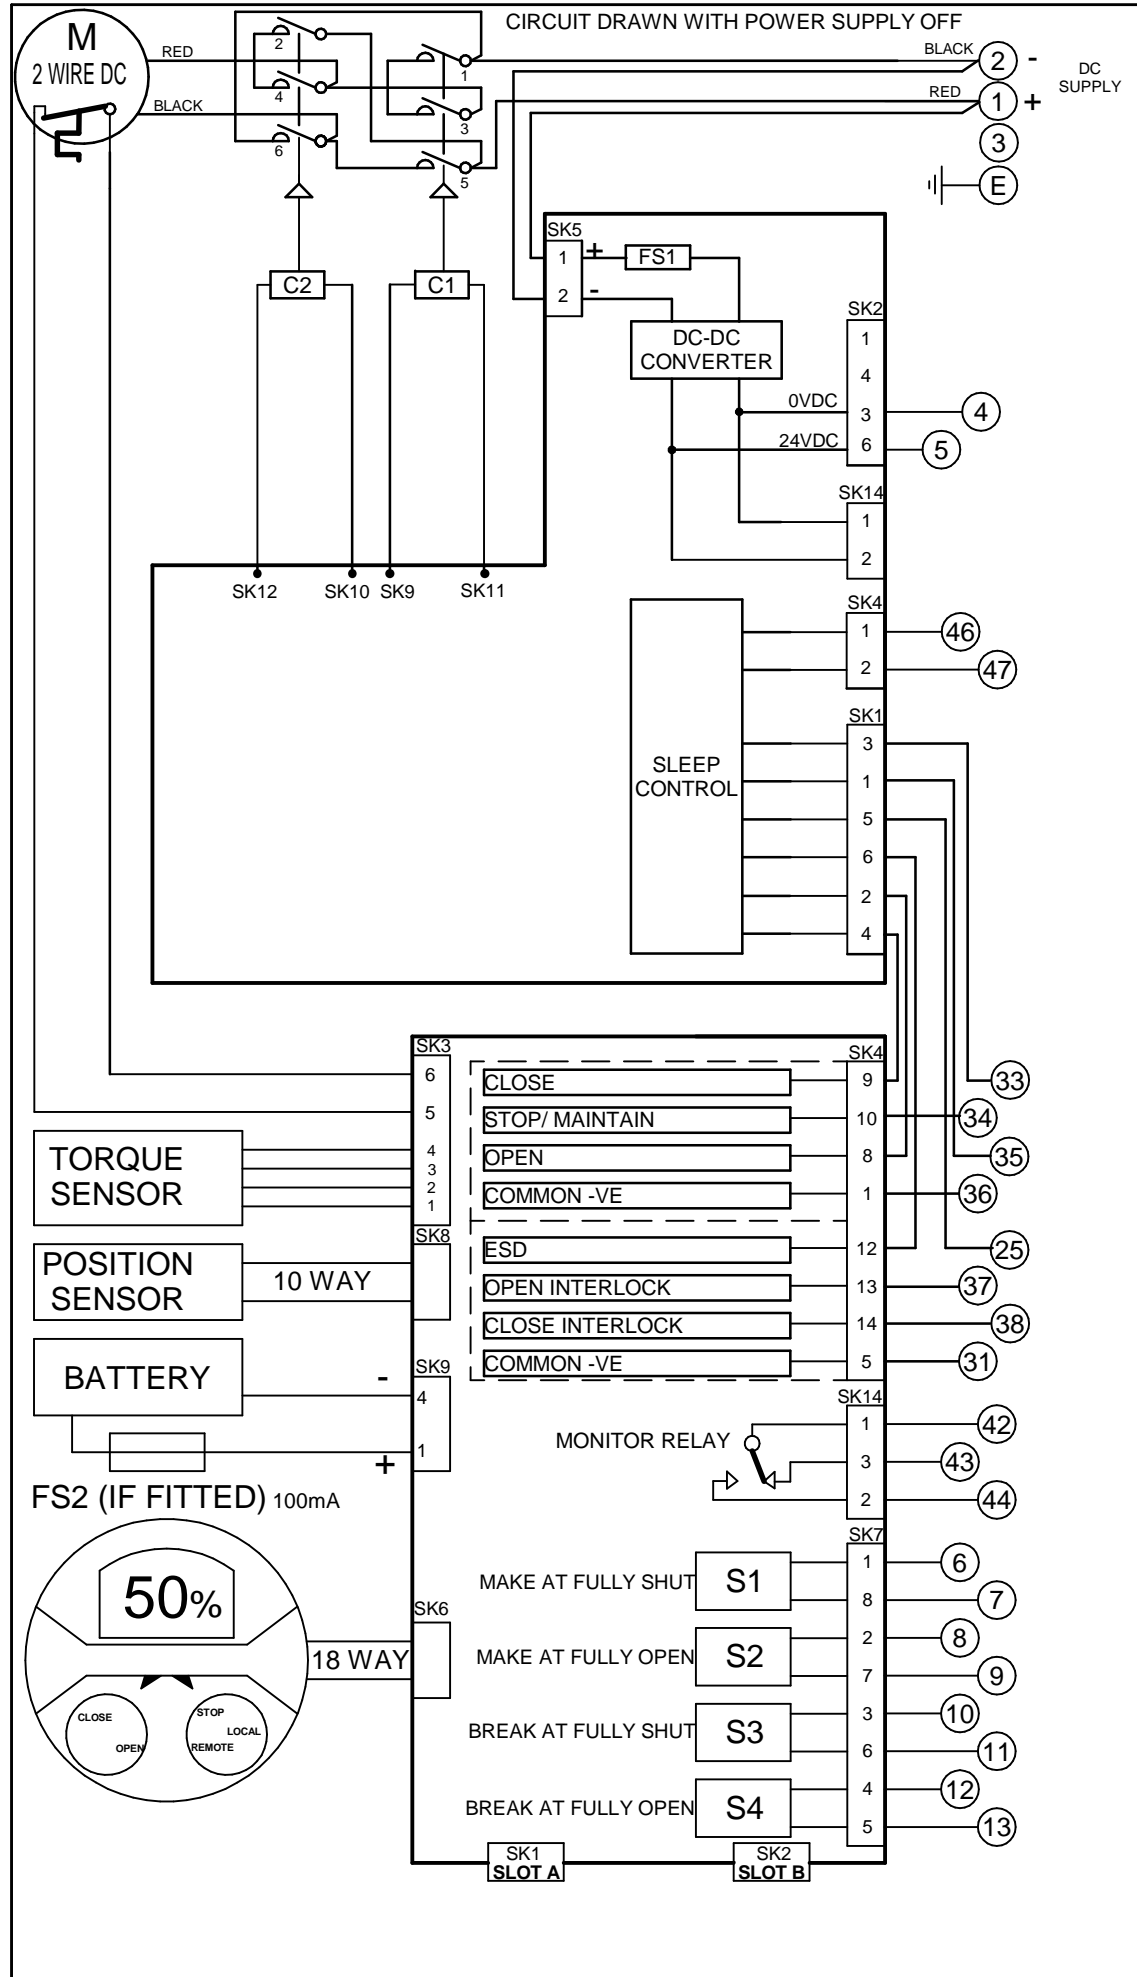 CIRCUIT DRAWN WITH POWER SUPPLY OFF
M
2 WIRE DC
RED
BLACK
2
4
6
1
3
5
BLACK
2 -
RED
1 +
DC
SUPPLY
3
E
C2
C1
SK12
SK10
SK9
SK11
SK5
1 +
2 -
FS1
DC-DC
CONVERTER
0VDC
24VDC
SK2
1
4
3
4
6
5
SK14
1
2
SLEEP
CONTROL
SK4
1
46
2
47
SK1
3
1
5
6
2
4
SK3
6
5
4
3
2
1
TORQUE
SENSOR
POSITION
SENSOR
10 WAY
SK8
BATTERY
-
+
SK9
4
1
FS2 (IF FITTED) 100mA
50%
CLOSE
OPEN
STOP
LOCAL
REMOTE
18 WAY
SK6
SK4
CLOSE
9
33
STOP/ MAINTAIN
10
34
OPEN
8
35
COMMON -VE
1
36
ESD
12
25
OPEN INTERLOCK
13
37
CLOSE INTERLOCK
14
38
COMMON -VE
5
31
MONITOR RELAY
SK14
1
42
3
43
2
44
SK7
MAKE AT FULLY SHUT
S1
1
6
8
7
MAKE AT FULLY OPEN
S2
2
8
7
9
BREAK AT FULLY SHUT
S3
3
10
6
11
BREAK AT FULLY OPEN
S4
4
12
5
13
SK1
SLOT A
SK2
SLOT B